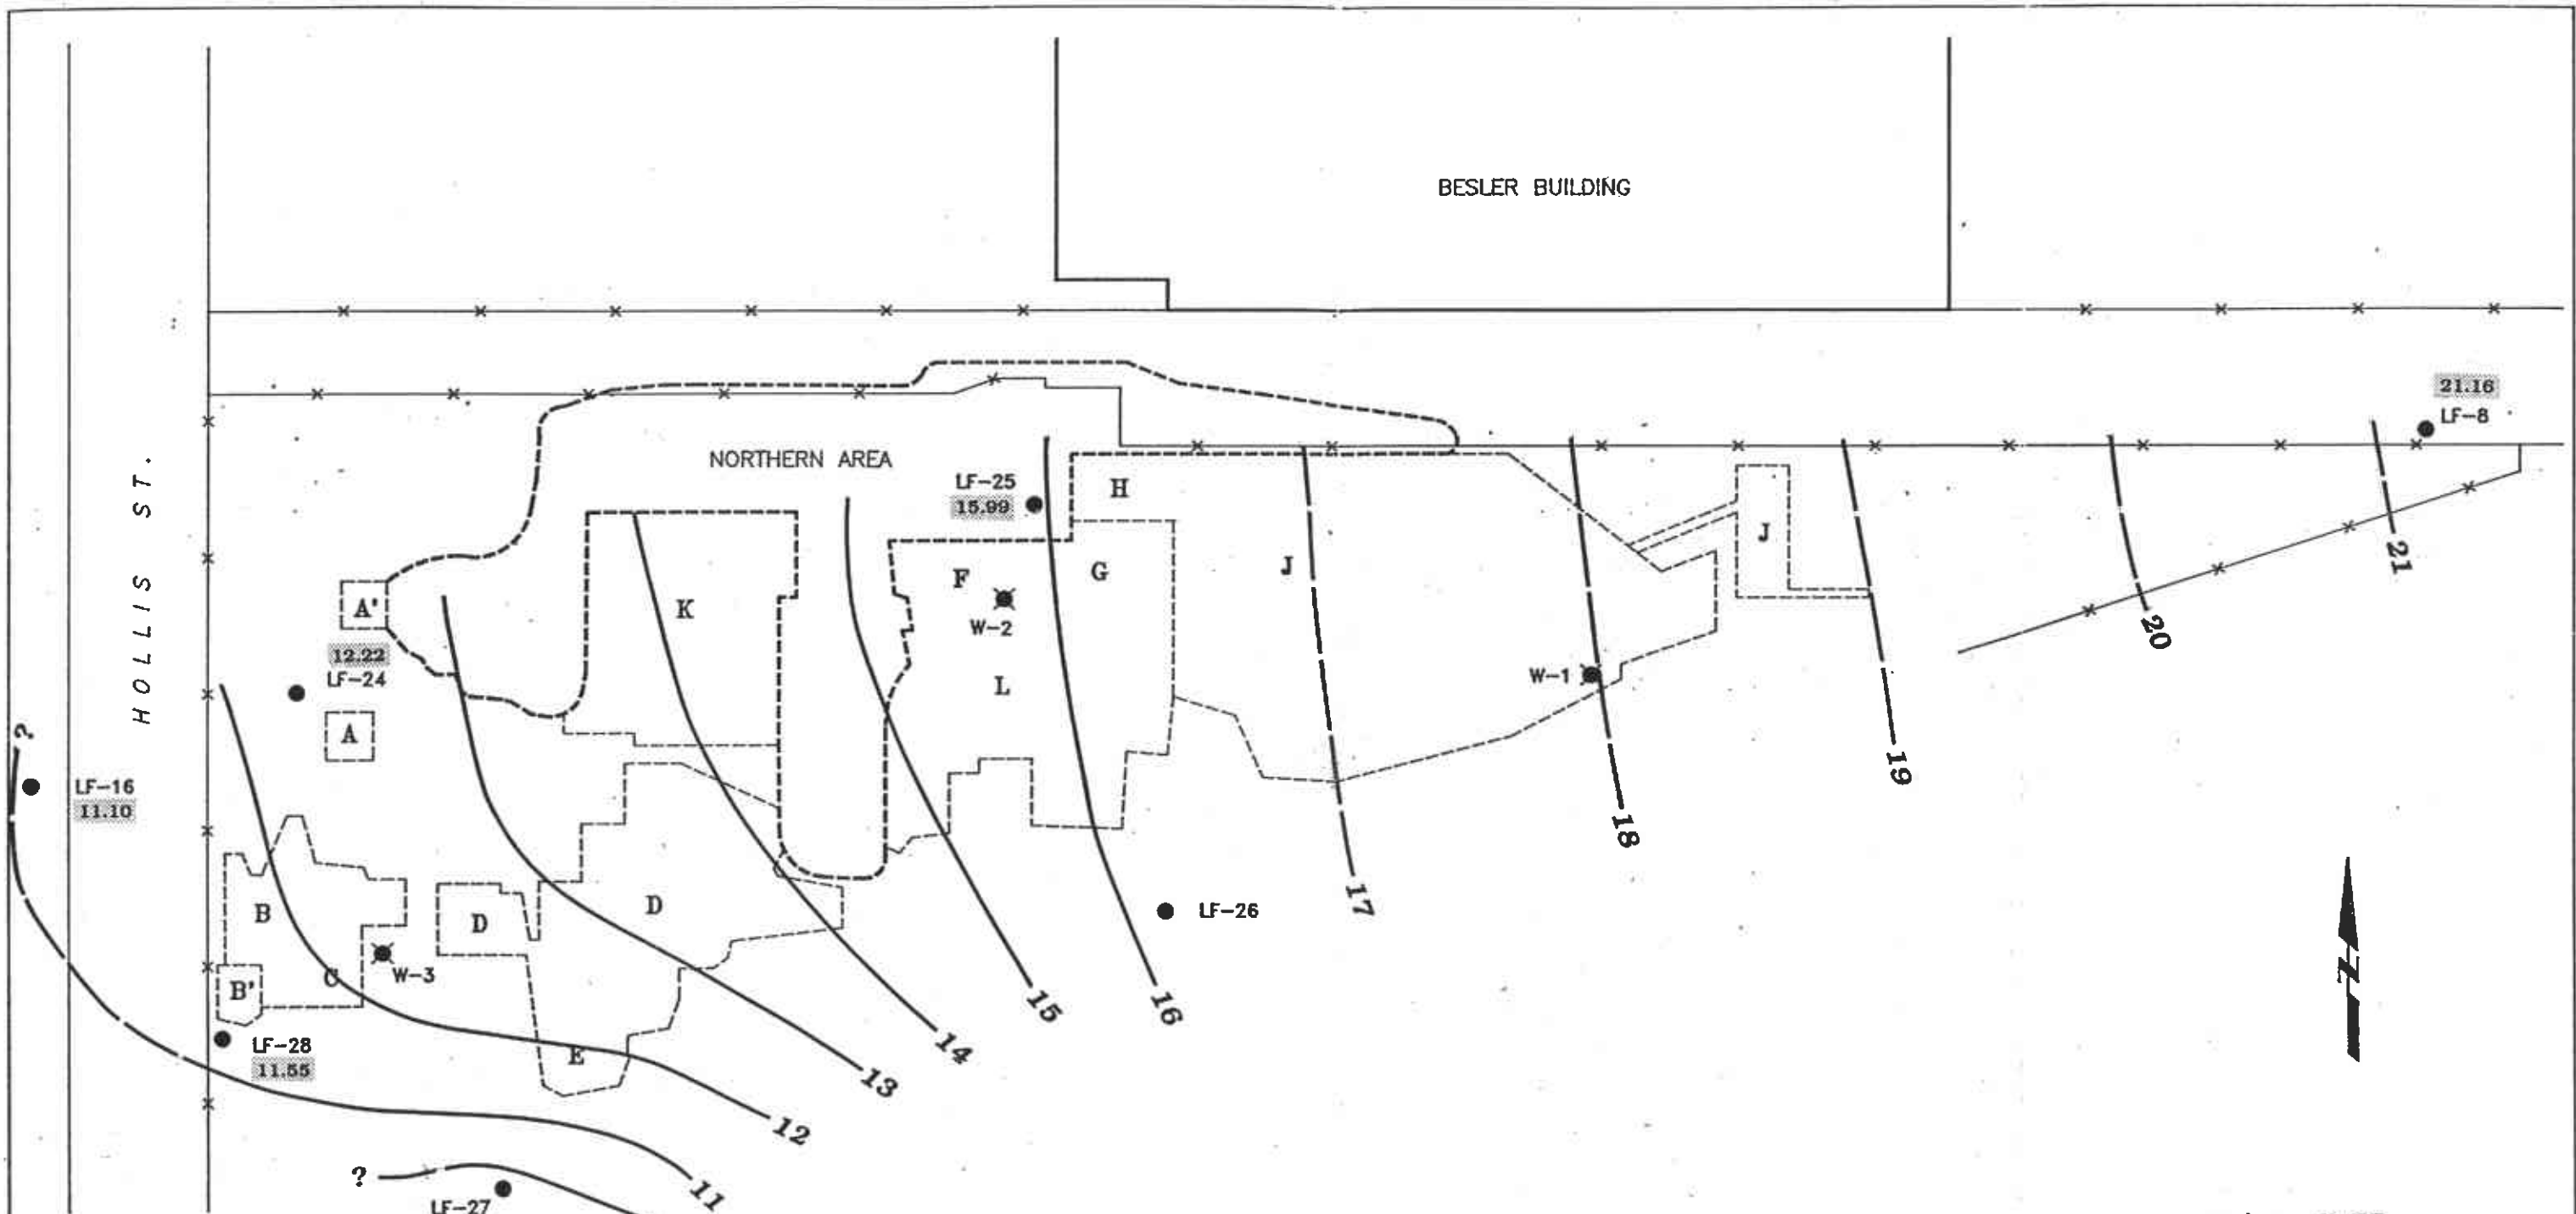 BESLER BUILDING
21.16
LF-8
NORTHERN AREA
HOLLIS ST.
LF-25
15.99
H
J
J
F
G
A'
K
W-2
21
20
12.22
LF-24
L
W-1
A
?
LF-16
11.10
19
18
B
D
D
17
LF-26
C
W-3
B'
N
15
16
LF-28
11.55
E
14
13
12
?
11
LF-27